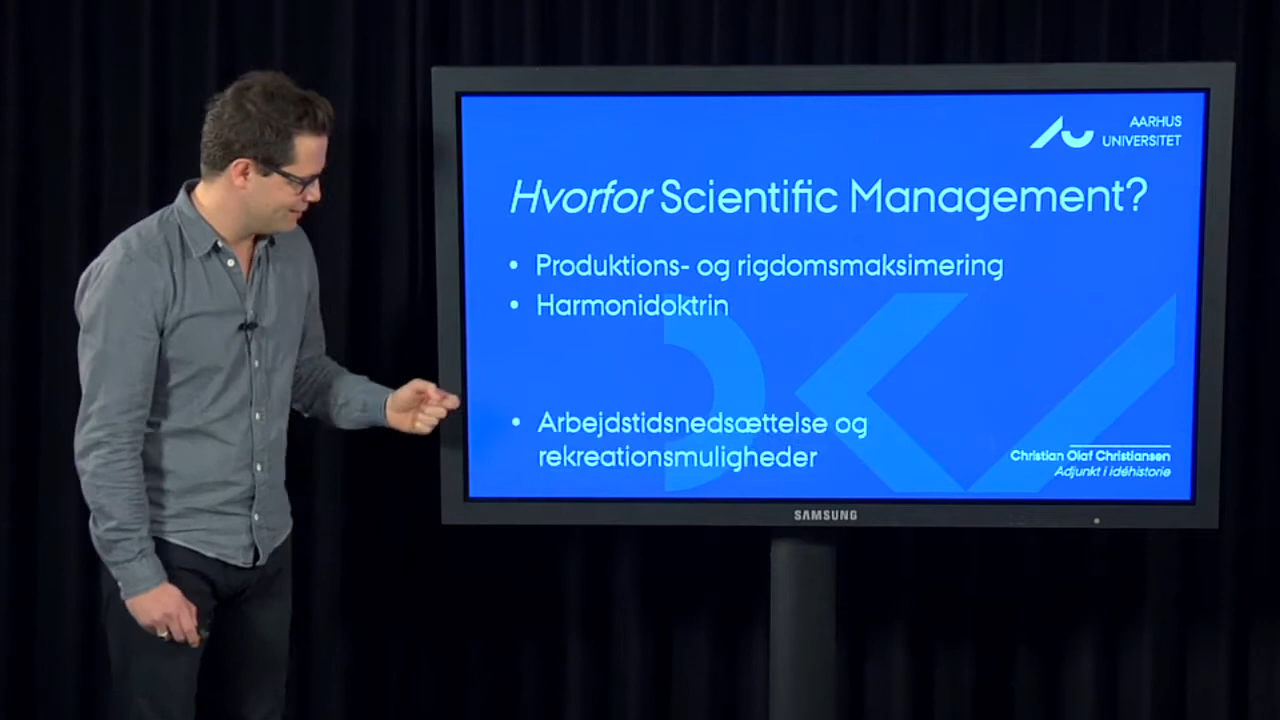 AARHUS
UNIVERSITET
Hvorfor Scientific Management?
• Produktions- og rigdomsmaksimering
• Harmonidoktrin
• Arbejdstidsnedsættelse og
rekreationsmuligheder
Christian Olaf Christiansen
Adjunkt i idéhistorie
SAMSUNG